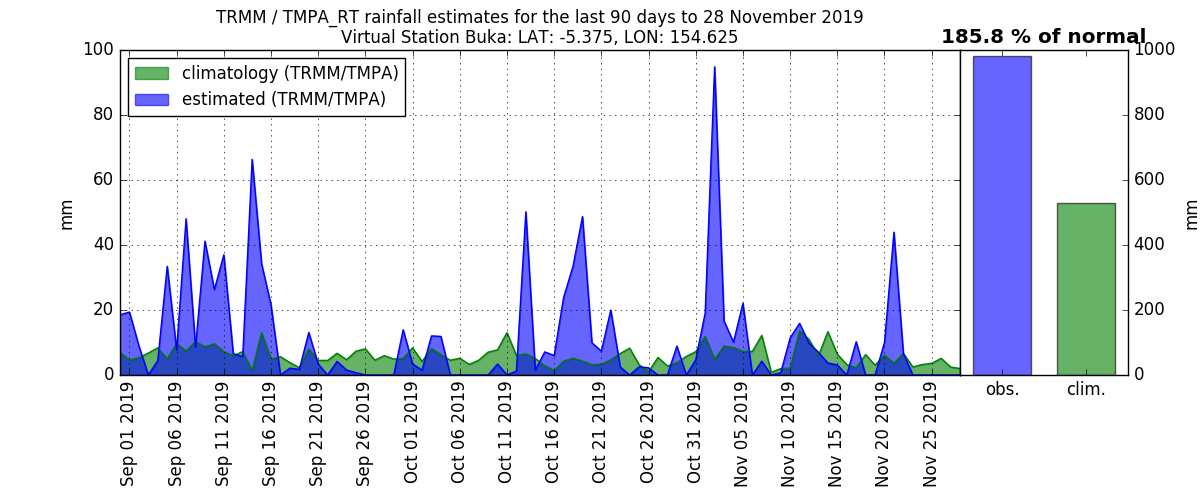 TRMM / TMPA_RT rainfall estimates for the last 90 days to 28 November 2019
Virtual Station Buka: LAT: -5.375, LON: 154.625
185.8 % of normal
climatology (TRMM/TMPA)
estimated (TRMM/TMPA)
100
80
60
40
20
0
mm
Sep 01 2019
Sep 06 2019
Sep 11 2019
Sep 16 2019
Sep 21 2019
Sep 26 2019
Oct 01 2019
Oct 06 2019
Oct 11 2019
Oct 16 2019
Oct 21 2019
Oct 26 2019
Oct 31 2019
Nov 05 2019
Nov 10 2019
Nov 15 2019
Nov 20 2019
Nov 25 2019
obs.
clim.
1000
800
600
400
200
0
mm